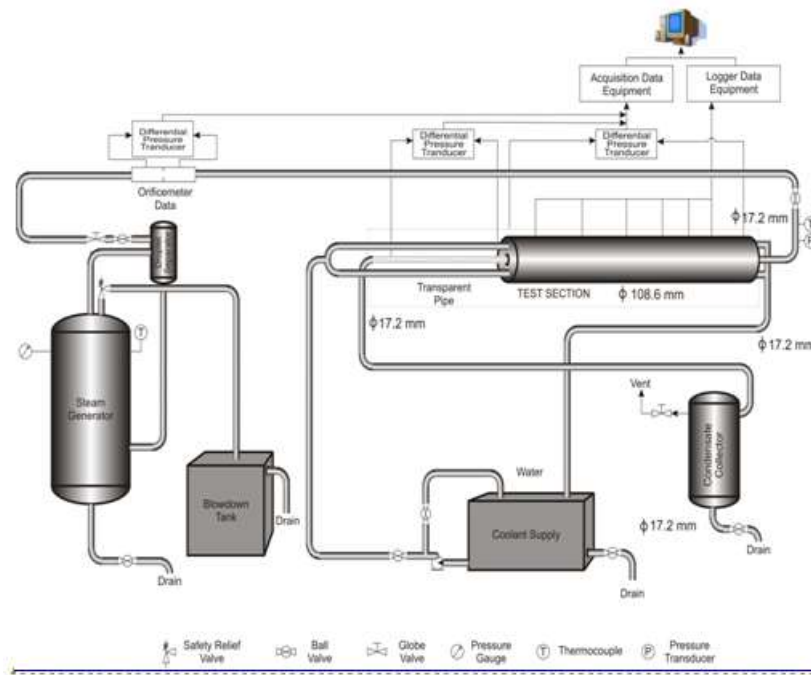 Acquisition Data
Equipment
Logger Data
Equipment
Differential
Pressure
Tranducer
Differential
Pressure
Tranducer
Differential
Pressure
Tranducer
Orificemeter
Data
ϕ17.2 mm
T
P
Transparent
Pipe
TEST SECTION
ϕ 108.6 mm
ϕ17.2 mm
ϕ17.2 mm
T
Vent
Steam
Generator
Condensate
Collector
Water
Blowdown
Tank
Drain
Coolant Supply
ϕ17.2 mm
Drain
Drain
Drain
Safety Relief
Valve
Ball
Valve
Globe
Valve
Pressure
Gauge
T
Thermocouple
P
Pressure
Transducer